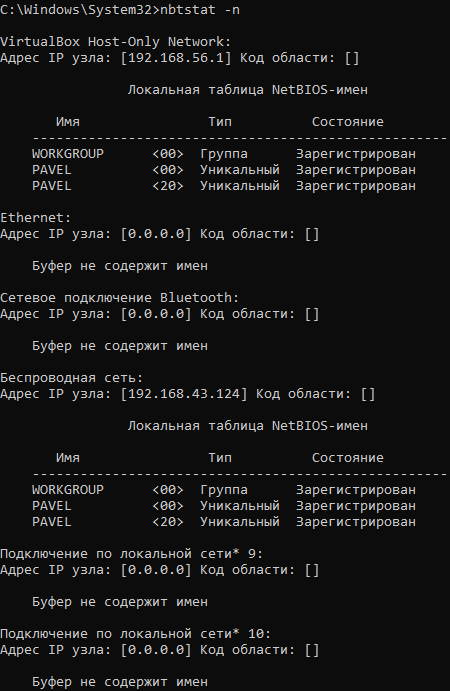 C:\Windows\System32>nbtstat -n
VirtualBox Host-Only Network:
Адрес IP узла: [192.168.56.1] Код области: []
Локальная таблица NetBIOS-имен
Имя Тип Состояние
---------------------------------------------------
WORKGROUP <00> Группа Зарегистрирован
PAVEL <00> Уникальный Зарегистрирован
PAVEL <20> Уникальный Зарегистрирован
Ethernet:
Адрес IP узла: [0.0.0.0] Код области: []
Буфер не содержит имен
Сетевое подключение Bluetooth:
Адрес IP узла: [0.0.0.0] Код области: []
Буфер не содержит имен
Беспроводная сеть:
Адрес IP узла: [192.168.43.124] Код области: []
Локальная таблица NetBIOS-имен
Имя Тип Состояние
---------------------------------------------------
WORKGROUP <00> Группа Зарегистрирован
PAVEL <00> Уникальный Зарегистрирован
PAVEL <20> Уникальный Зарегистрирован
Подключение по локальной сети* 9:
Адрес IP узла: [0.0.0.0] Код области: []
Буфер не содержит имен
Подключение по локальной сети* 10:
Адрес IP узла: [0.0.0.0] Код области: []
Буфер не содержит имен